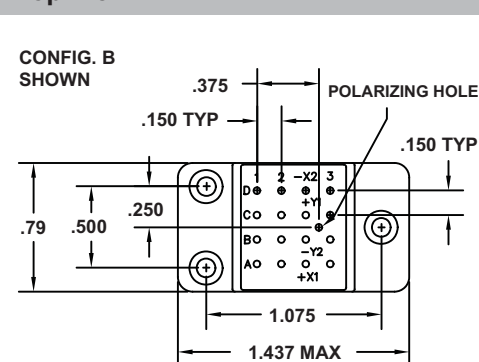 CONFIG. B
SHOWN
.375
POLARIZING HOLE
.150 TYP
.150 TYP
1 2 -X2 3
D
+Y1
C
.250
.79
.500
B
-Y2
A
+X1
1.075
1.437 MAX